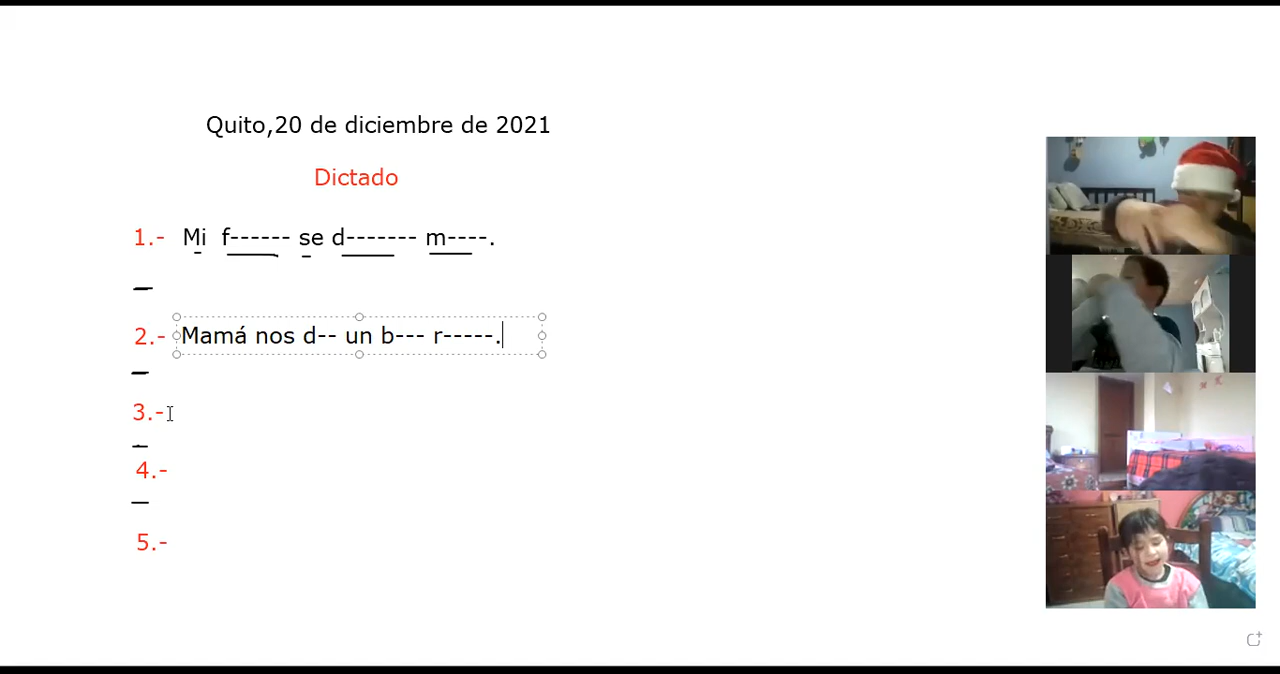 Quito,20 de diciembre de 2021
Dictado
1.- Mi f------ se d------- m----.
2.- Mamá nos d-- un b--- r-----.
3.-
4.-
5.-